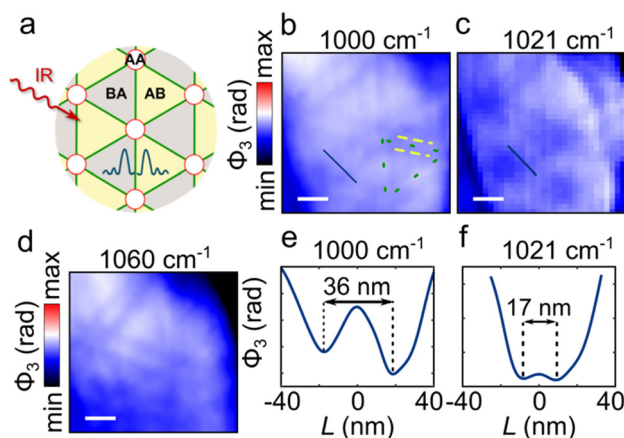 a
IR
AA
BA
AB
b
1000 cm⁻¹
Φ₃ (rad)
max
min
c
1021 cm⁻¹
d
1060 cm⁻¹
Φ₃ (rad)
max
min
e
1000 cm⁻¹
36 nm
Φ₃ (rad)
-40
0
40
L (nm)
f
1021 cm⁻¹
17 nm
-40
0
40
L (nm)